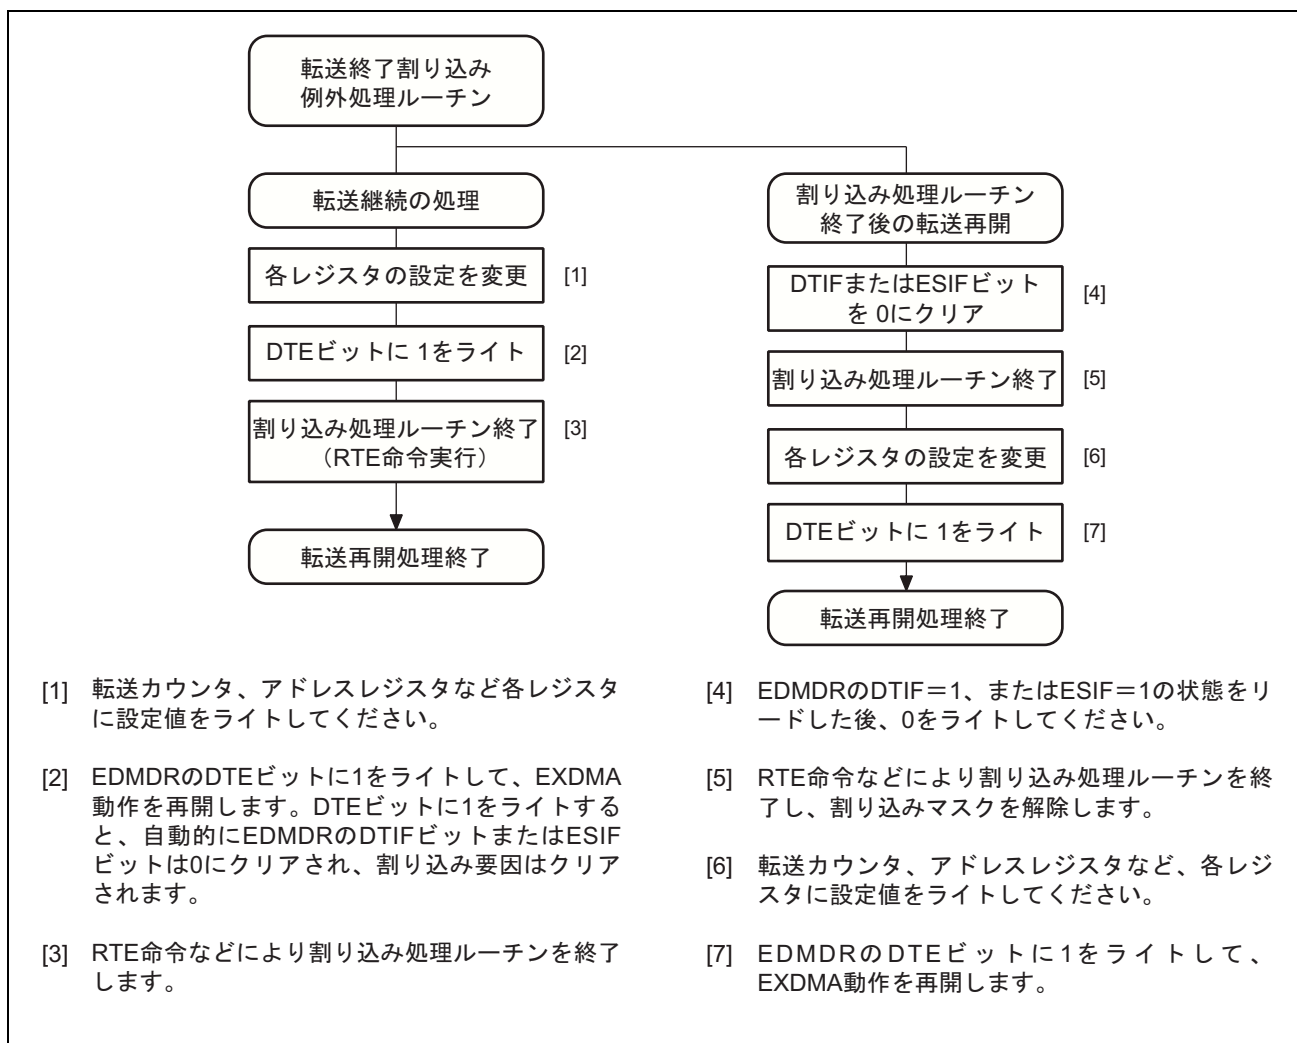 転送終了割り込み
例外処理ルーチン
転送継続の処理
各レジスタの設定を変更 [1]
DTEビットに 1をライト [2]
割り込み処理ルーチン終了 [3]
（RTE命令実行）
転送再開処理終了
割り込み処理ルーチン
終了後の転送再開
DTIFまたはESIFビット
を 0にクリア [4]
割り込み処理ルーチン終了 [5]
各レジスタの設定を変更 [6]
DTEビットに 1をライト [7]
転送再開処理終了
[1] 転送カウンタ、アドレスレジスタなど各レジスタ
に設定値をライトしてください。
[2] EDMDRのDTEビットに1をライトして、EXDMA
動作を再開します。DTEビットに1をライトする
と、自動的にEDMDRのDTIFビットまたはESIF
ビットは0にクリアされ、割り込み要因はクリア
されます。
[3] RTE命令などにより割り込み処理ルーチンを終了
します。
[4] EDMDRのDTIF＝1、またはESIF＝1の状態をリ
ードした後、0をライトしてください。
[5] RTE命令などにより割り込み処理ルーチンを終
了し、割り込みマスクを解除します。
[6] 転送カウンタ、アドレスレジスタなど、各レジ
スタに設定値をライトしてください。
[7] EDMDRのDTEビットに1をライトして、
EXDMA動作を再開します。